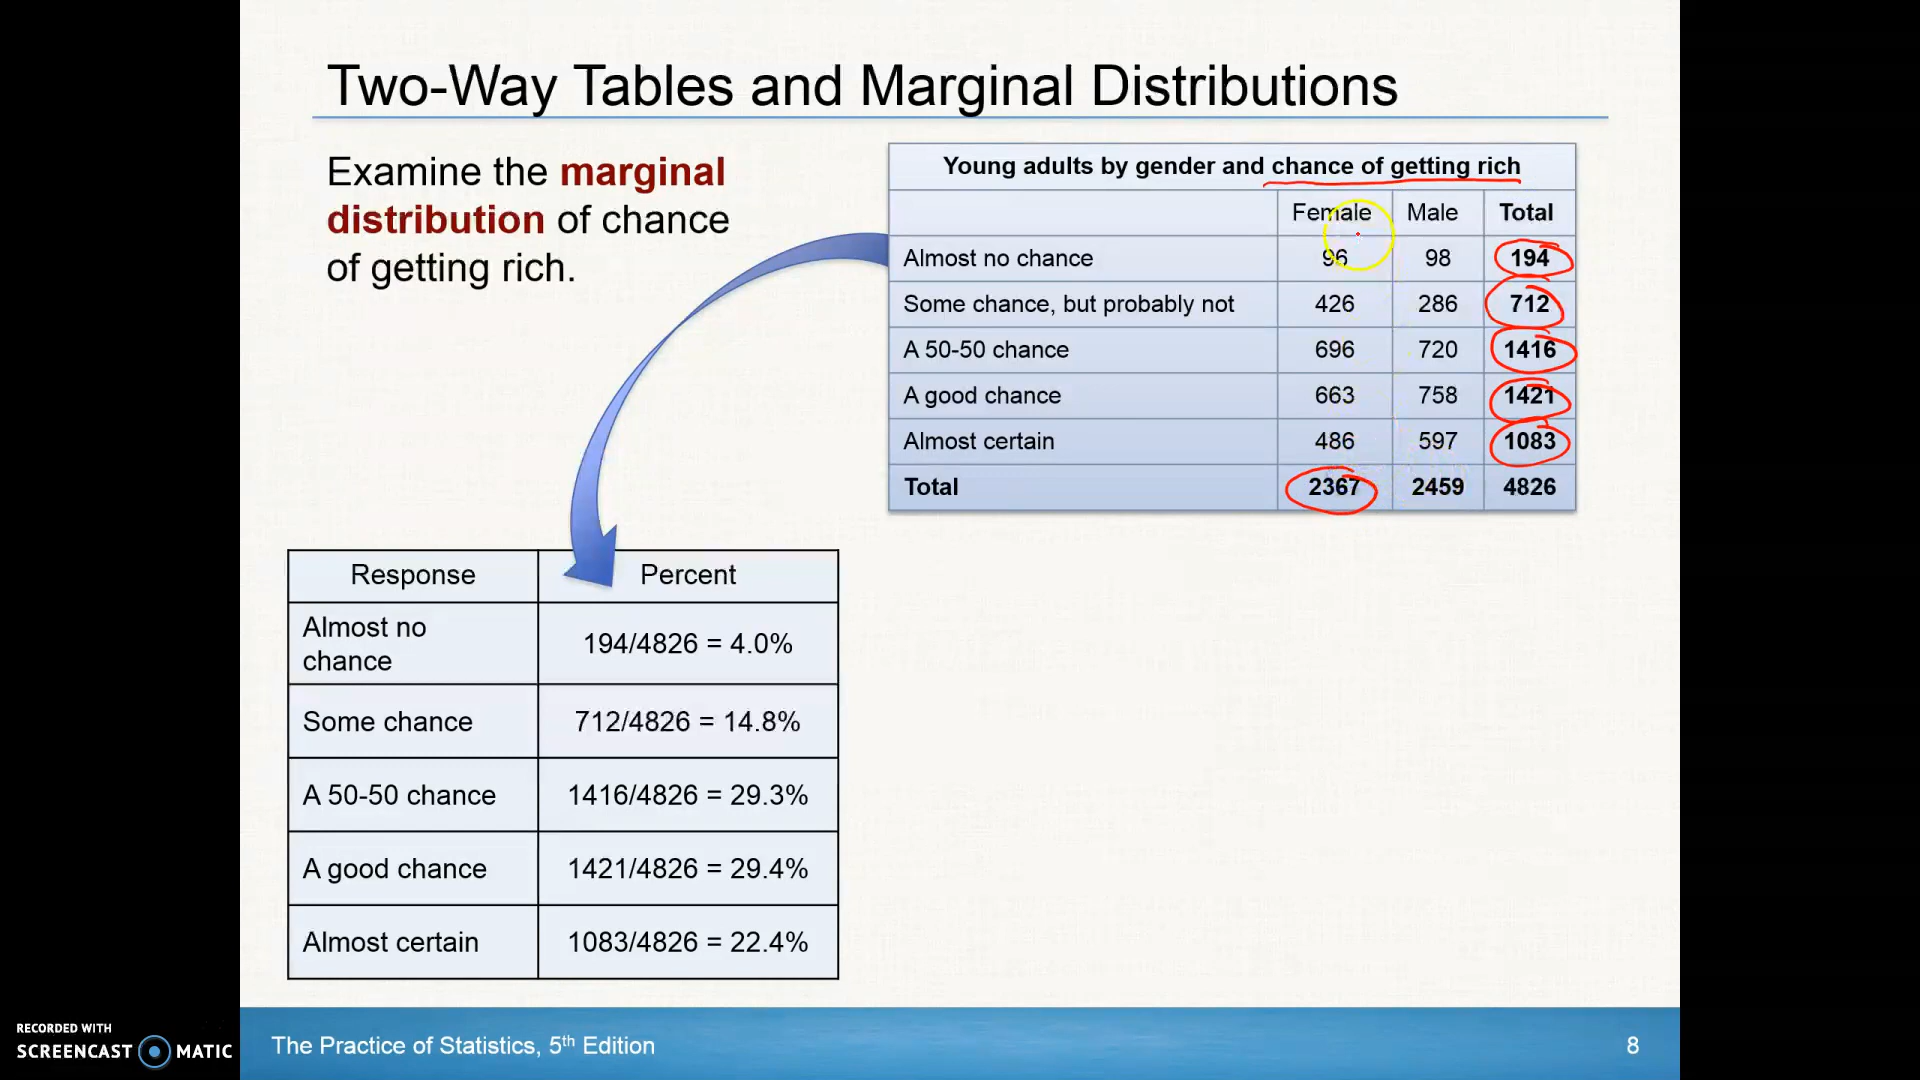 Two-Way Tables and Marginal Distributions
Examine the marginal
distribution of chance
of getting rich.
Young adults by gender and chance of getting rich
Female Male Total
Almost no chance 96 98 194
Some chance, but probably not 426 286 712
A 50-50 chance 696 720 1416
A good chance 663 758 1421
Almost certain 486 597 1083
Total 2367 2459 4826
Response Percent
Almost no
chance
194/4826 = 4.0%
Some chance 712/4826 = 14.8%
A 50-50 chance 1416/4826 = 29.3%
A good chance 1421/4826 = 29.4%
Almost certain 1083/4826 = 22.4%
RECORDED WITH
SCREENCAST MATIC
The Practice of Statistics, 5th Edition
8